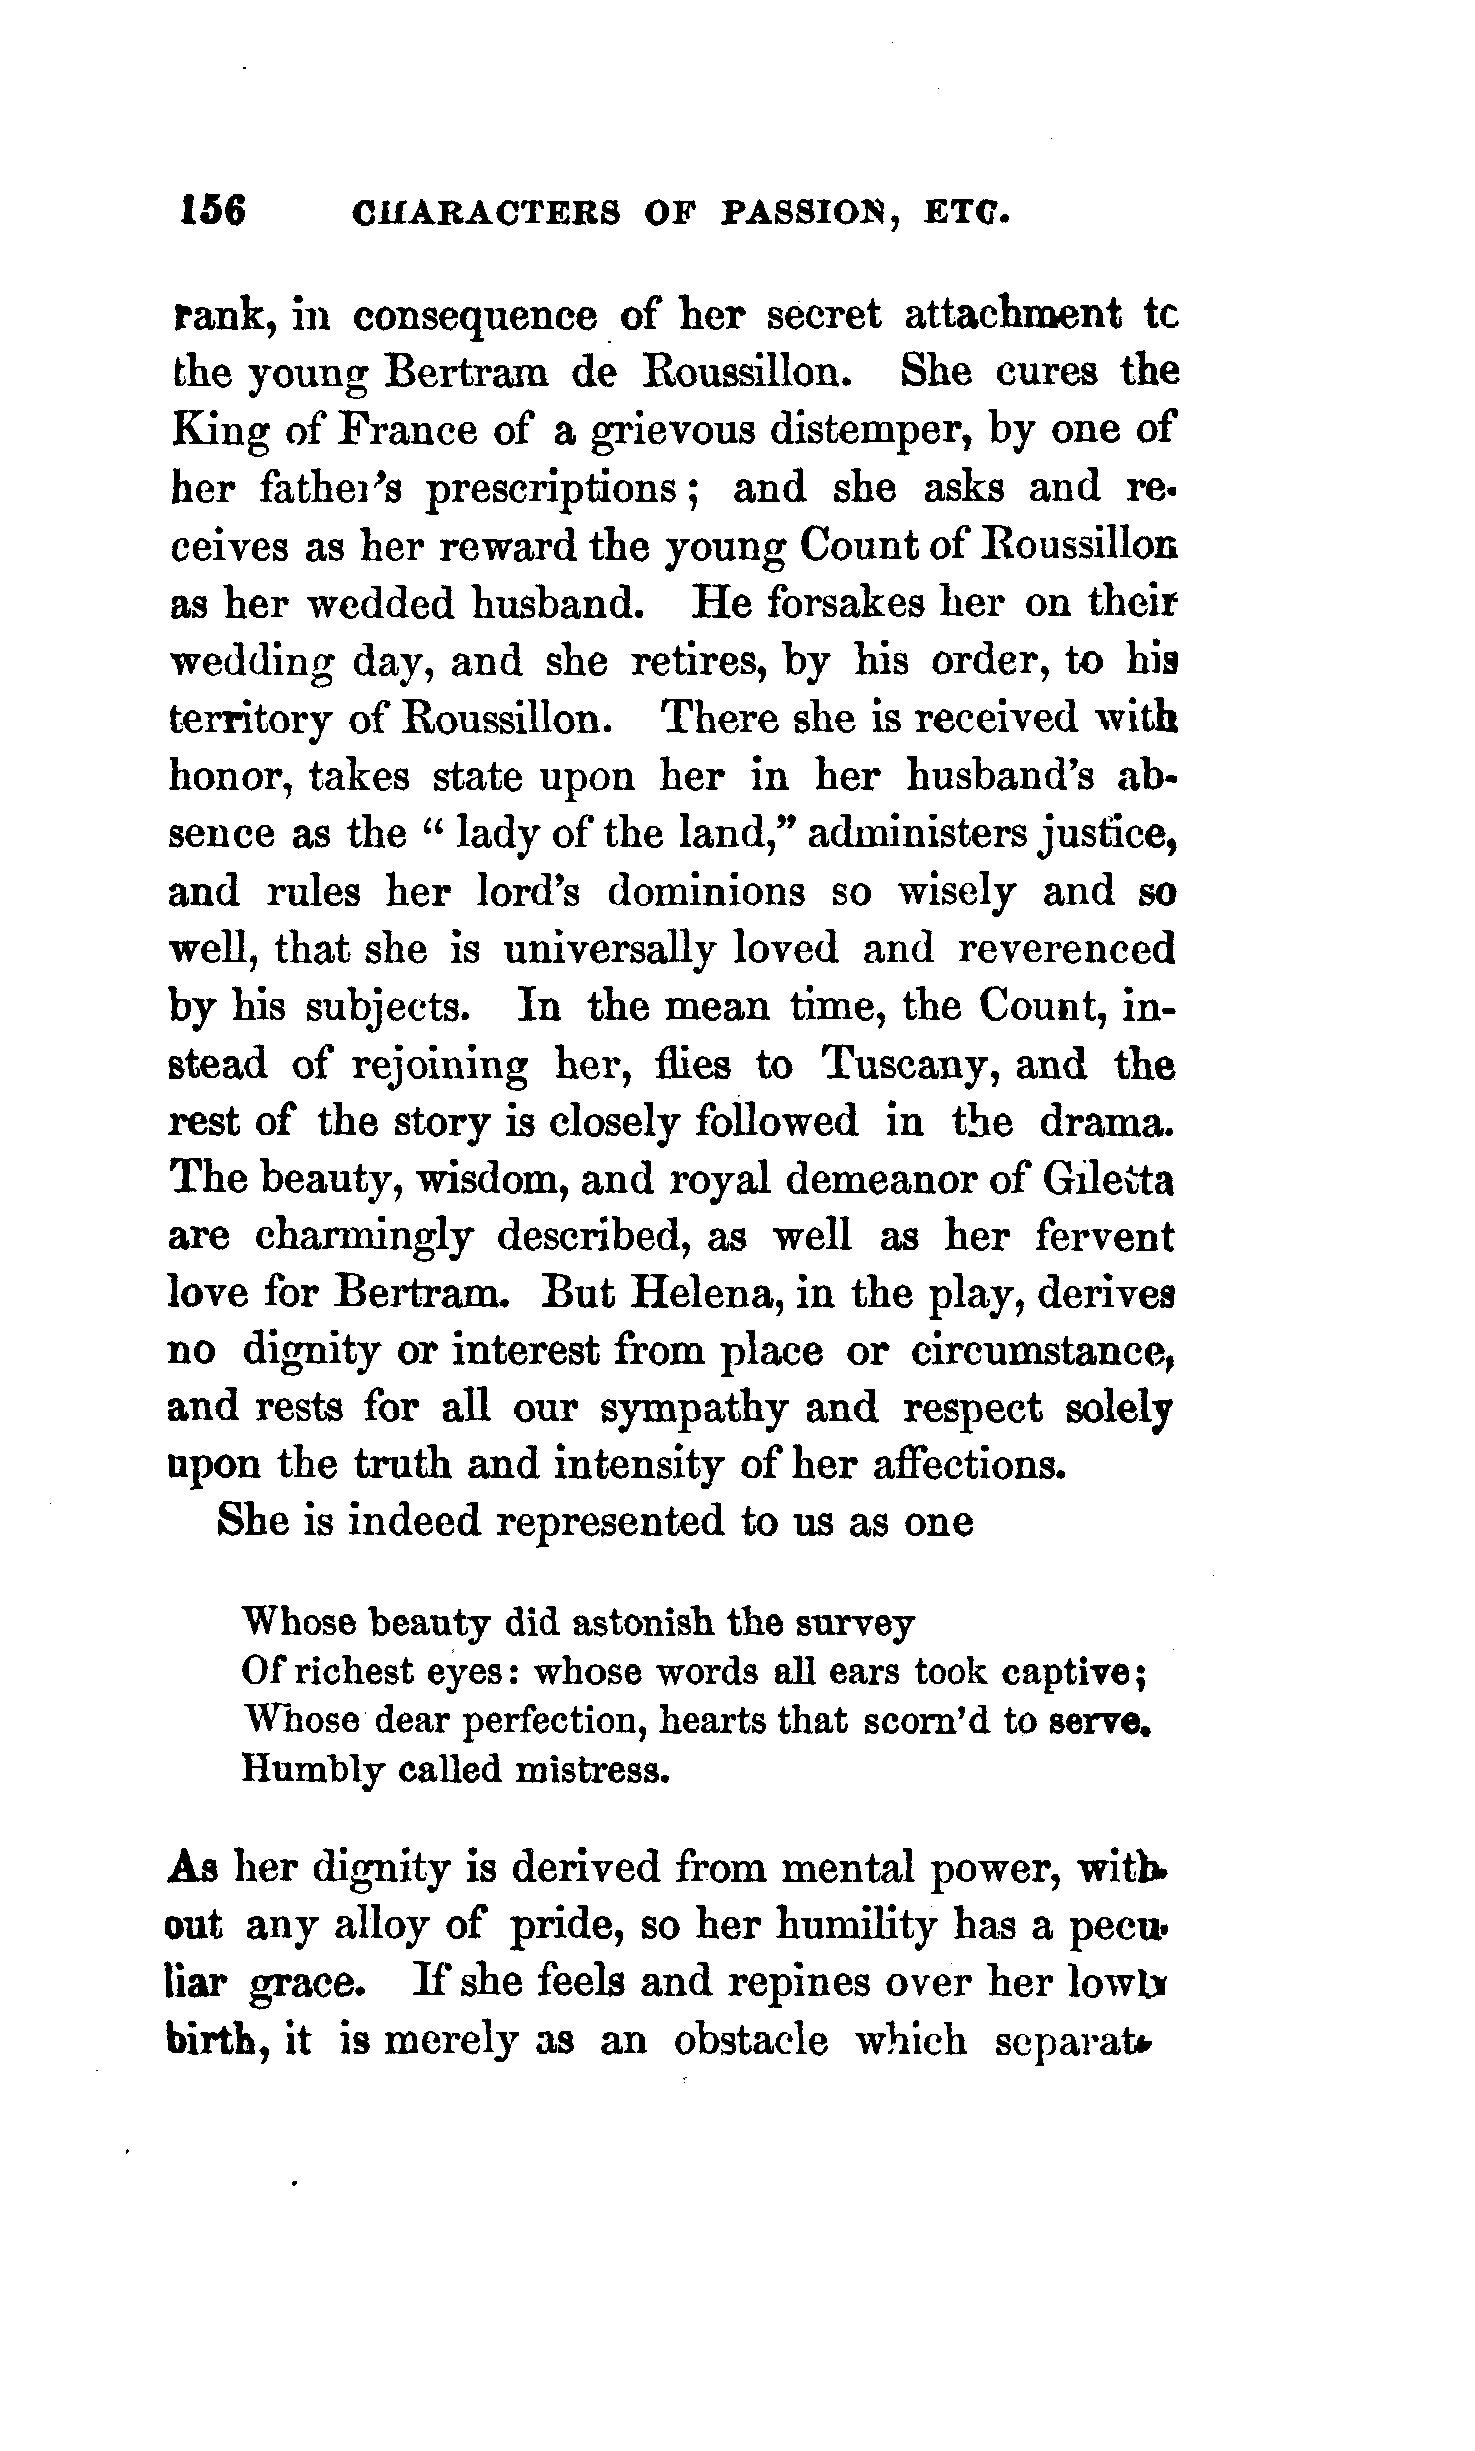 156 CHARACTERS OF PASSION, ETC.
rank, in consequence of her secret attachment to
the young Bertram de Roussillon. She cures the
King of France of a grievous distemper, by one of
her father's prescriptions; and she asks and re-
ceives as her reward the young Count of Roussillon
as her wedded husband. He forsakes her on their
wedding day, and she retires, by his order, to his
territory of Roussillon. There she is received with
honor, takes state upon her in her husband's ab-
sence as the "lady of the land," administers justice,
and rules her lord's dominions so wisely and so
well, that she is universally loved and reverenced
by his subjects. In the mean time, the Count, in-
stead of rejoining her, flies to Tuscany, and the
rest of the story is closely followed in the drama.
The beauty, wisdom, and royal demeanor of Giletta
are charmingly described, as well as her fervent
love for Bertram. But Helena, in the play, derives
no dignity or interest from place or circumstance,
and rests for all our sympathy and respect solely
upon the truth and intensity of her affections.
She is indeed represented to us as one
Whose beauty did astonish the survey
Of richest eyes: whose words all ears took captive;
Whose dear perfection, hearts that scorn'd to serve.
Humbly called mistress.
As her dignity is derived from mental power, with-
out any alloy of pride, so her humility has a pecu-
liar grace. If she feels and repines over her lowly
birth, it is merely as an obstacle which separates